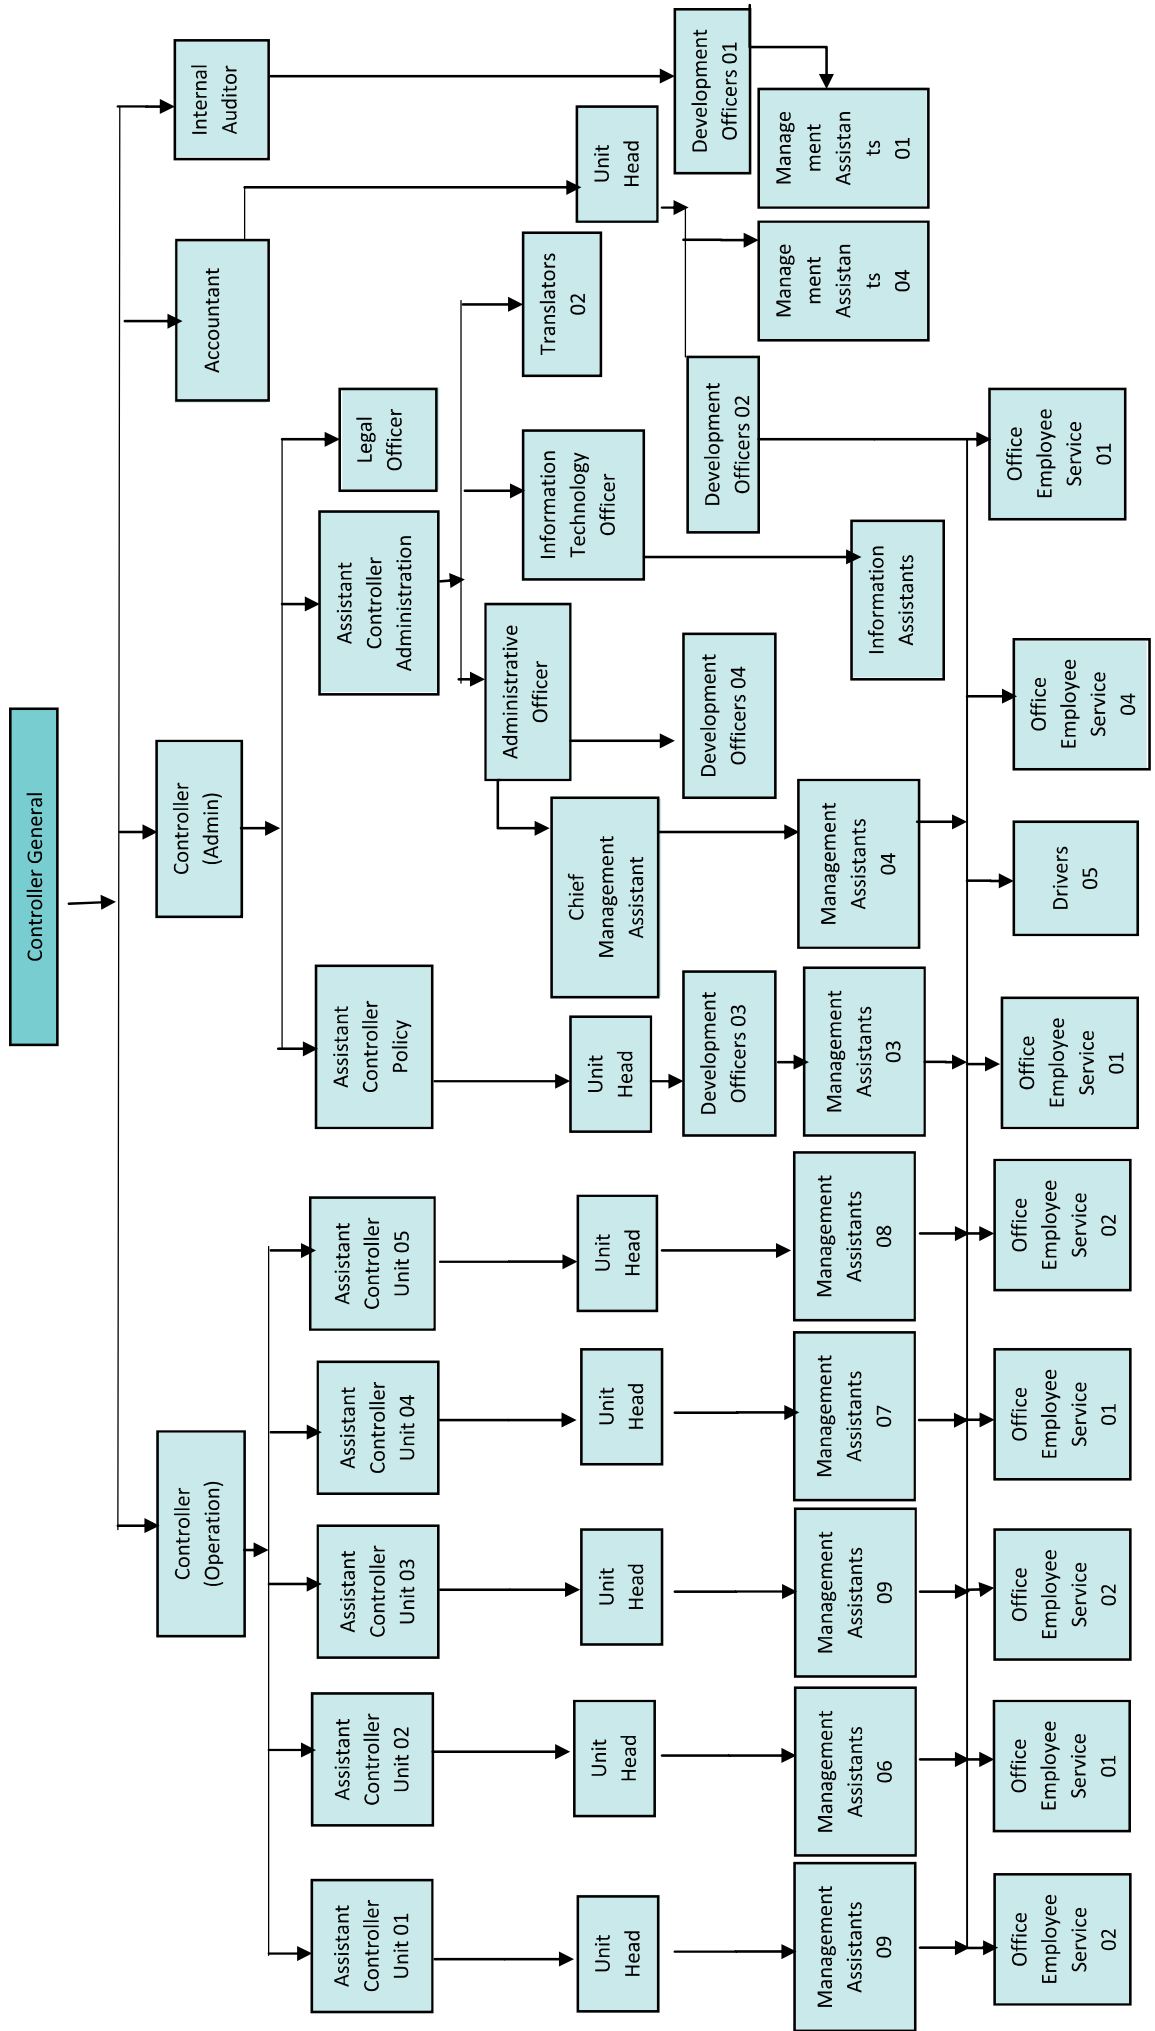 Controller General
Controller
(Operation)
Controller
(Admin)
Accountant
Internal
Auditor
Assistant
Controller
Unit 01
Assistant
Controller
Unit 02
Assistant
Controller
Unit 03
Assistant
Controller
Unit 04
Assistant
Controller
Unit 05
Assistant
Controller
Policy
Assistant
Controller
Administration
Legal
Officer
Administrative
Officer
Information
Technology
Officer
Translators
02
Unit
Head
Unit
Head
Unit
Head
Unit
Head
Unit
Head
Unit
Head
Chief
Management
Assistant
Unit
Head
Development
Officers 03
Development
Officers 04
Development
Officers 02
Development
Officers 01
Management
Assistants
09
Management
Assistants
06
Management
Assistants
09
Management
Assistants
07
Management
Assistants
08
Management
Assistants
03
Management
Assistants
04
Information
Assistants
Manage
ment
Assistan
ts
04
Manage
ment
Assistan
ts
01
Office
Employee
Service
02
Office
Employee
Service
01
Office
Employee
Service
02
Office
Employee
Service
01
Office
Employee
Service
02
Office
Employee
Service
01
Drivers
05
Office
Employee
Service
04
Office
Employee
Service
01